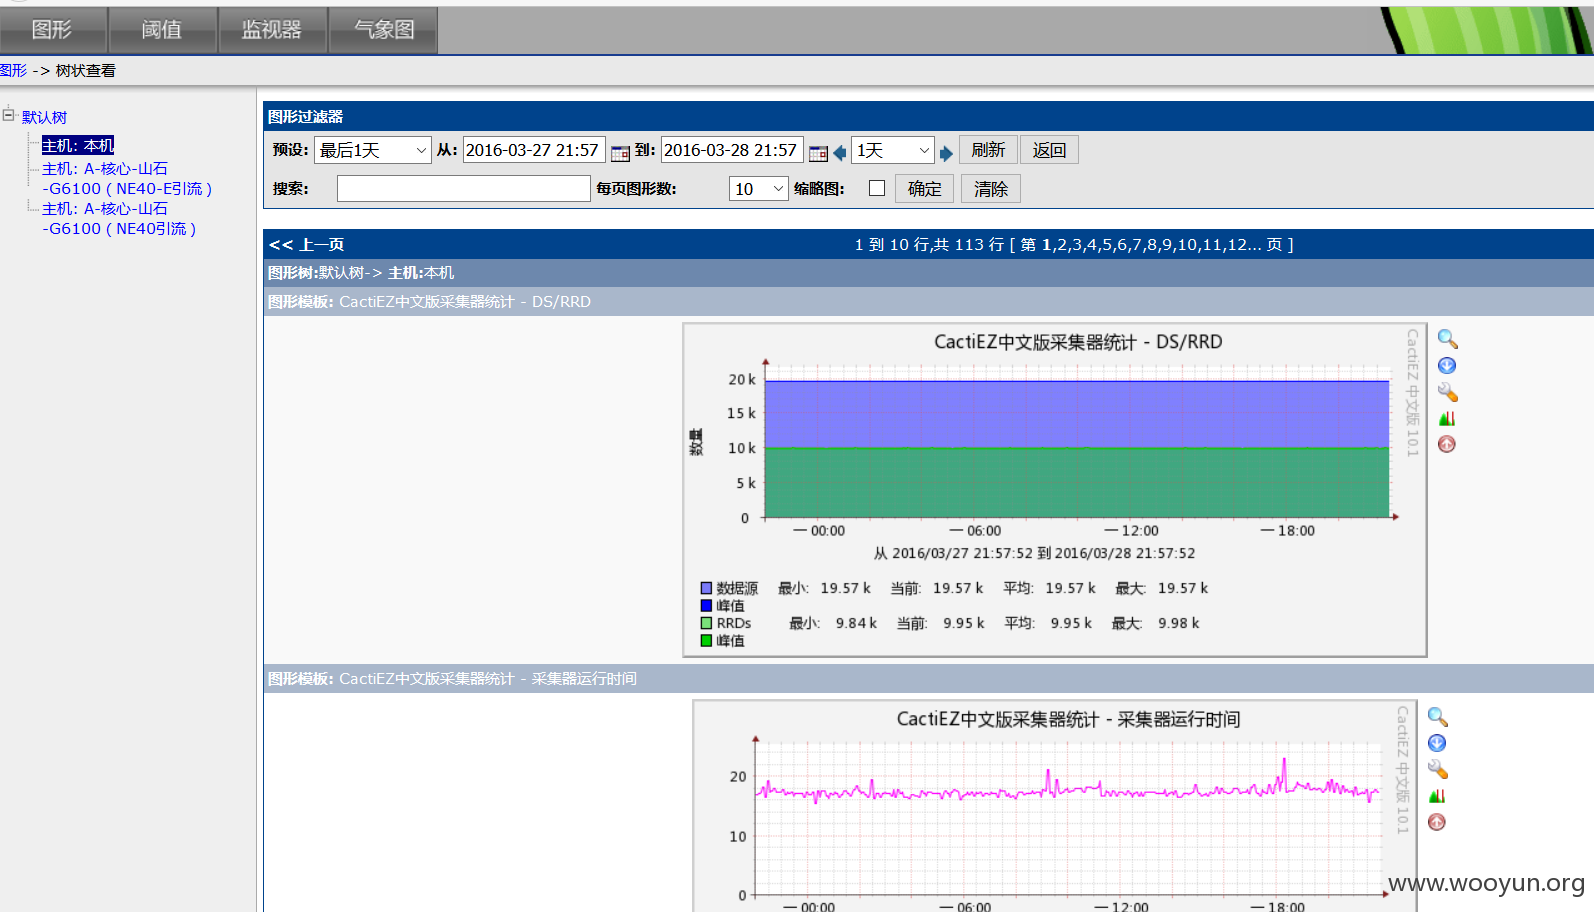 图形 阈值 监视器 气象图
图形 -> 树状查看
默认树
主机: 本机
主机: A-核心-山石
-G6100 ( NE40-E引流 )
主机: A-核心-山石
-G6100 ( NE40引流 )
图形过滤器
预设: 最后1天 从: 2016-03-27 21:57 到: 2016-03-28 21:57 1天 刷新 返回
搜索: 每页图形数: 10 缩略图: 确定 清除
<< 上一页 1 到 10 行,共 113 行 [ 第 1,2,3,4,5,6,7,8,9,10,11,12... 页 ]
图形树:默认树-> 主机:本机
图形模板: CactiEZ中文版采集器统计 - DS/RRD
CactiEZ中文版采集器统计 - DS/RRD
CactiEZ 中文版 10.1
数量
20 k
15 k
10 k
5 k
0
一 00:00 一 06:00 一 12:00 一 18:00
从 2016/03/27 21:57:52 到 2016/03/28 21:57:52
数据源 最小: 19.57 k 当前: 19.57 k 平均: 19.57 k 最大: 19.57 k
峰值
RRDs 最小: 9.84 k 当前: 9.95 k 平均: 9.95 k 最大: 9.98 k
峰值
图形模板: CactiEZ中文版采集器统计 - 采集器运行时间
CactiEZ中文版采集器统计 - 采集器运行时间
CactiEZ 中文版 10.1
20
10
0
一 00:00 一 06:00 一 12:00 一 18:00
www.wooyun.org